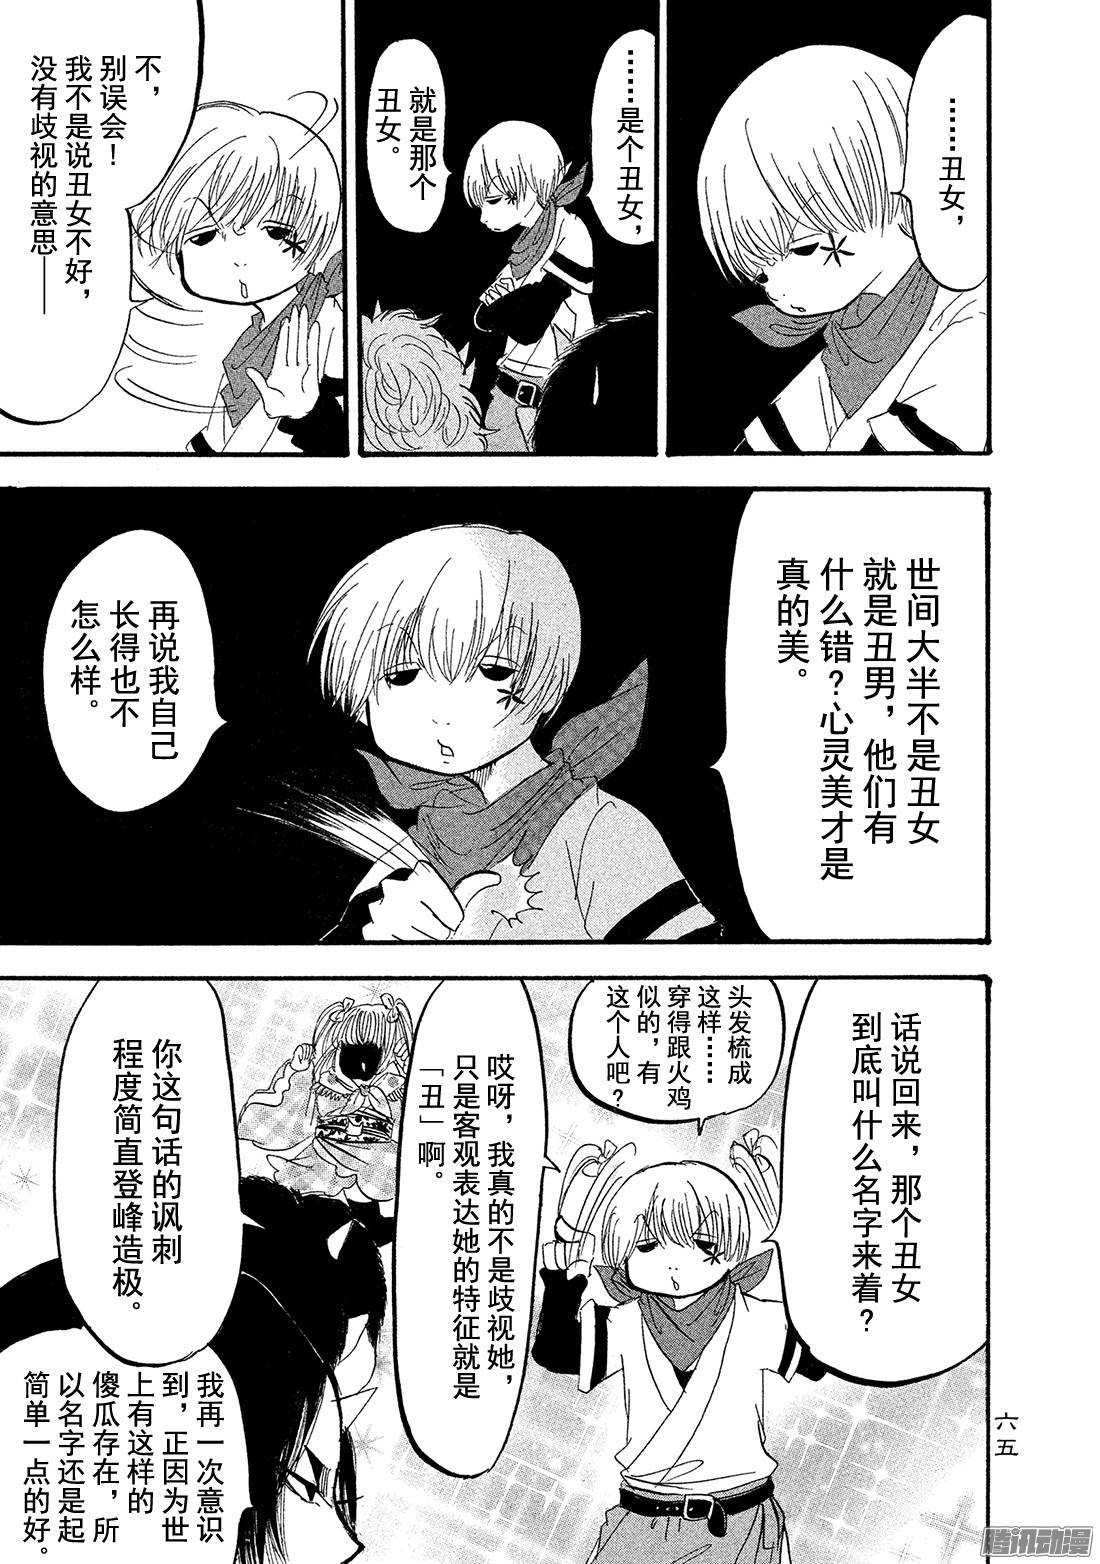 ……丑女，
……是个丑女，
就是那个
丑女。
不，
别误会！
我不是说丑女不好，
没有歧视的意思——
世间大半不是丑女
就是丑男，他们有
什么错？心灵美才是
真的美。
再说我自己
长得也不
怎么样。
话说回来，那个丑女
到底叫什么名字来着？
头发梳成
这样……
穿得跟火鸡
似的，有
这个人吧？
哎呀，我真的不是歧视她，
只是客观表达她的特征就是
「丑」啊。
你这句话的讽刺
程度简直登峰造极。
我再一次意识
到，正因为世
上有这样的
傻瓜存在，所
以名字还是起
简单一点的好。
六五
腾讯动漫